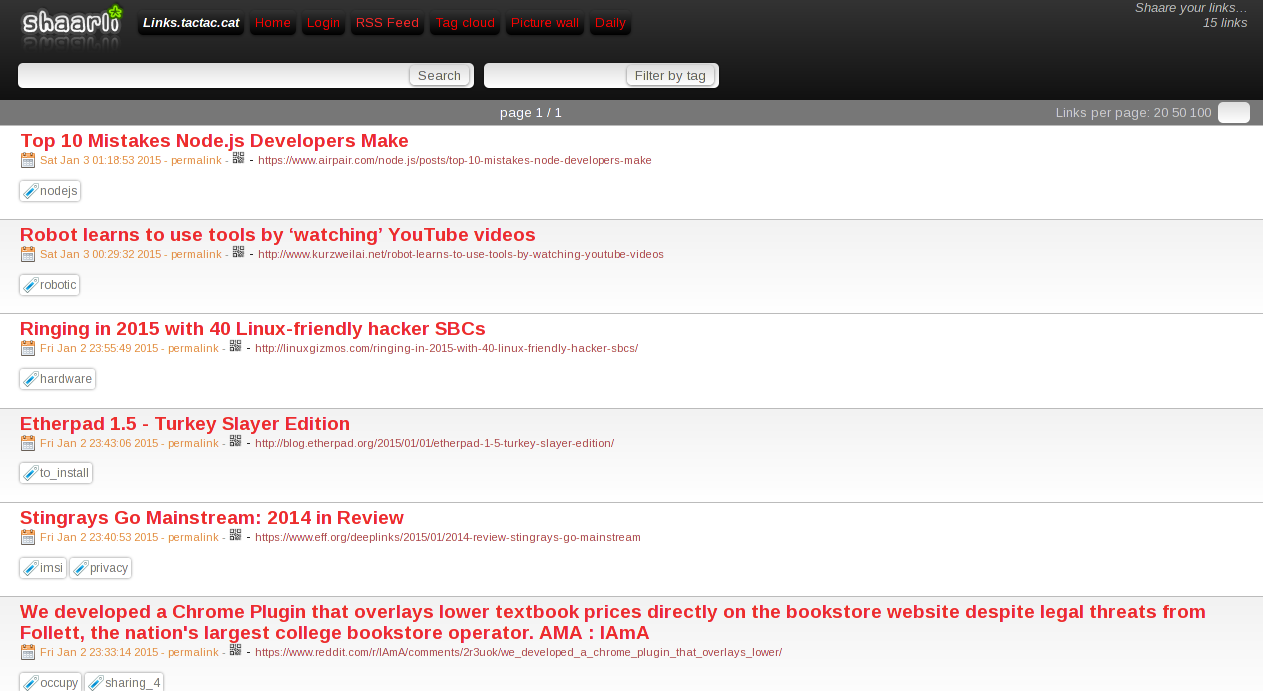 shaarli
Links.tactac.cat Home Login RSS Feed Tag cloud Picture wall Daily
Shaare your links...
15 links
Search Filter by tag
page 1 / 1 Links per page: 20 50 100
Top 10 Mistakes Node.js Developers Make
Sat Jan 3 01:18:53 2015 - permalink - - https://www.airpair.com/node.js/posts/top-10-mistakes-node-developers-make
nodejs
Robot learns to use tools by ‘watching’ YouTube videos
Sat Jan 3 00:29:32 2015 - permalink - - http://www.kurzweilai.net/robot-learns-to-use-tools-by-watching-youtube-videos
robotic
Ringing in 2015 with 40 Linux-friendly hacker SBCs
Fri Jan 2 23:55:49 2015 - permalink - - http://linuxgizmos.com/ringing-in-2015-with-40-linux-friendly-hacker-sbcs/
hardware
Etherpad 1.5 - Turkey Slayer Edition
Fri Jan 2 23:43:06 2015 - permalink - - http://blog.etherpad.org/2015/01/01/etherpad-1-5-turkey-slayer-edition/
to_install
Stingrays Go Mainstream: 2014 in Review
Fri Jan 2 23:40:53 2015 - permalink - - https://www.eff.org/deeplinks/2015/01/2014-review-stingrays-go-mainstream
imsi privacy
We developed a Chrome Plugin that overlays lower textbook prices directly on the bookstore website despite legal threats from
Follett, the nation's largest college bookstore operator. AMA : IAmA
Fri Jan 2 23:33:14 2015 - permalink - - https://www.reddit.com/r/IAmA/comments/2r3uok/we_developed_a_chrome_plugin_that_overlays_lower/
occupy sharing_4